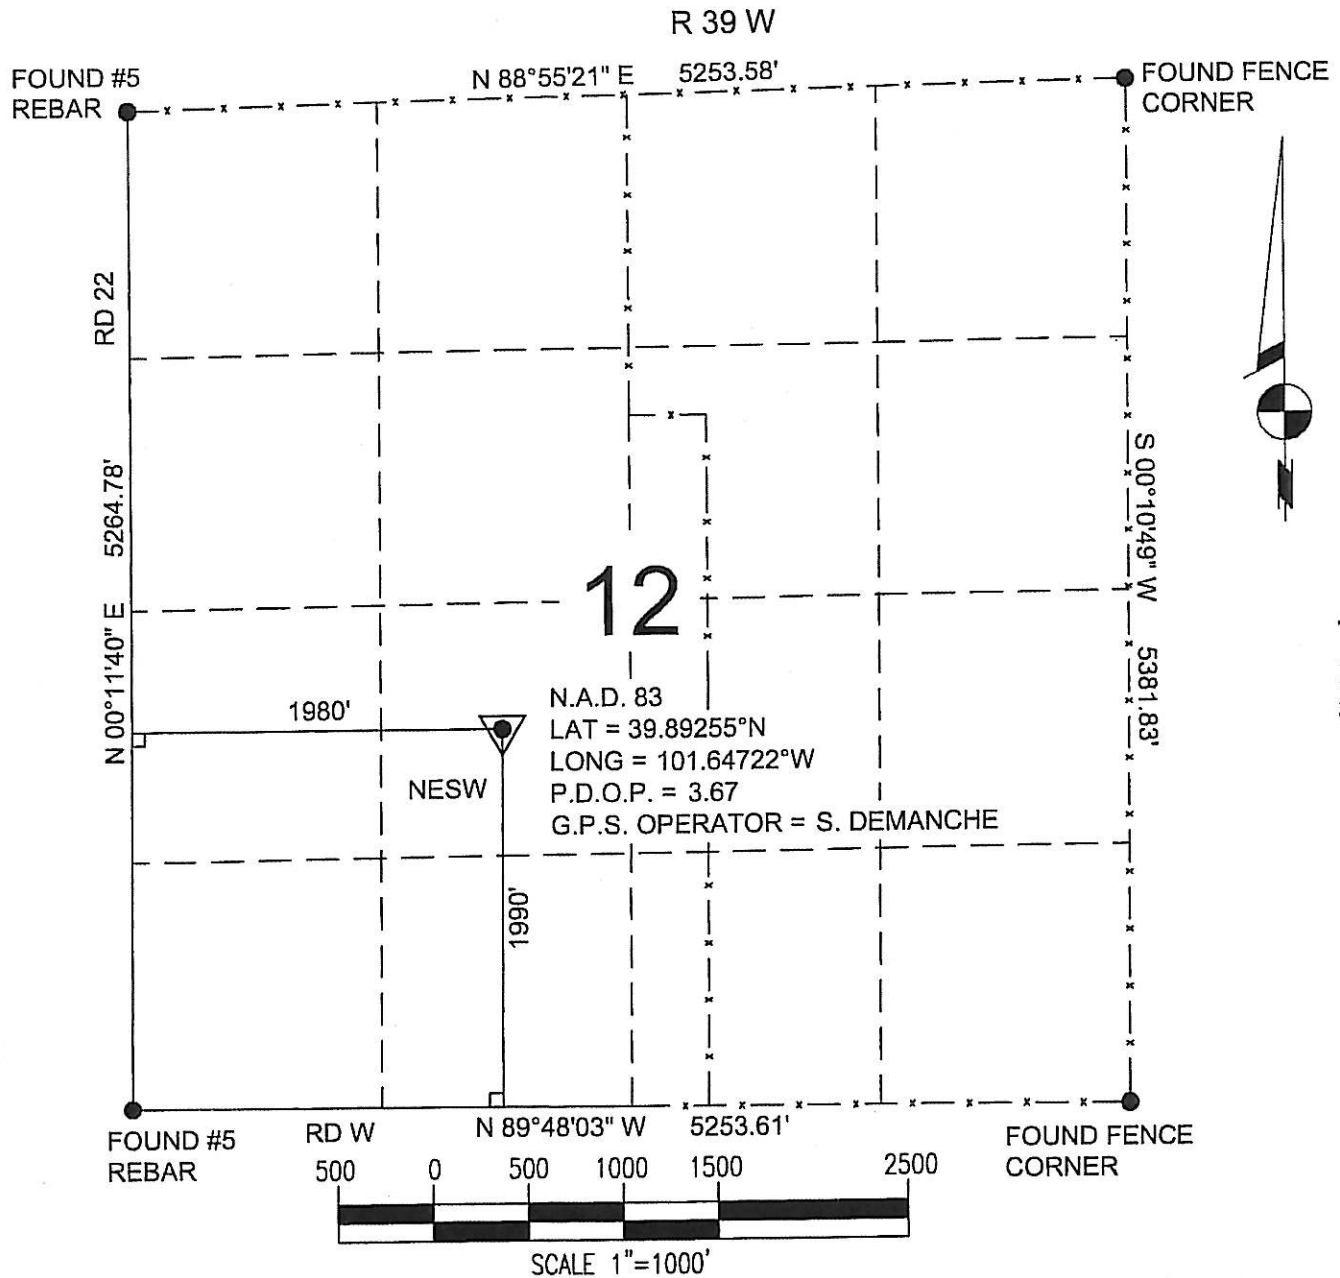 R 39 W
FOUND #5
REBAR
N 88°55'21" E 5253.58'
FOUND FENCE
CORNER
RD 22
N 00°11'40" E 5264.78'
S 00°10'49" W 5381.83'
12
1980'
N.A.D. 83
LAT = 39.89255°N
LONG = 101.64722°W
NESW
P.D.O.P. = 3.67
G.P.S. OPERATOR = S. DEMANCHE
1990'
FOUND #5
REBAR
RD W
N 89°48'03" W 5253.61'
FOUND FENCE
CORNER
500 0 500 1000 1500 2500
SCALE 1"=1000'